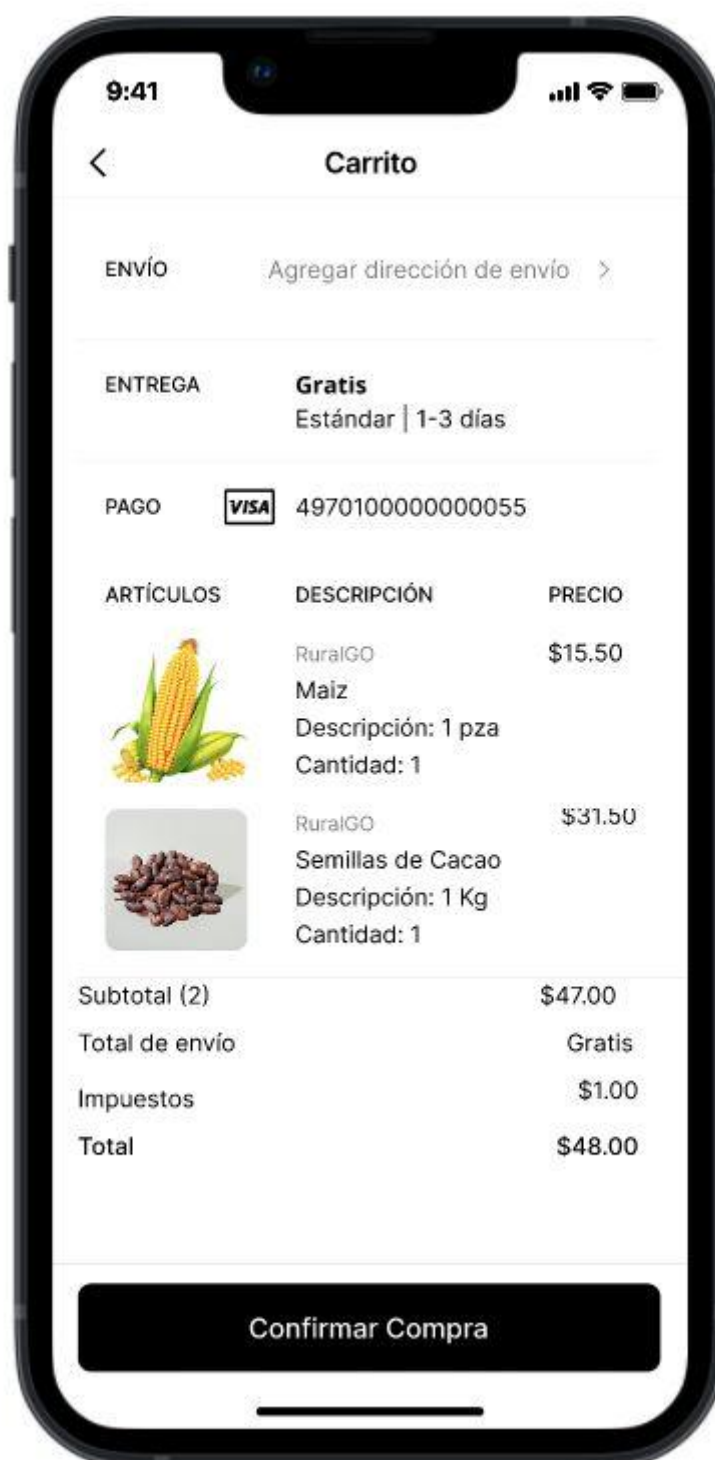 9:41
Carrito
ENVÍO Agregar dirección de envío >
ENTREGA Gratis
Estándar | 1-3 días
PAGO VISA 4970100000000055
ARTÍCULOS DESCRIPCIÓN PRECIO
RuralGO $15.50
Maiz
Descripción: 1 pza
Cantidad: 1
RuralGO $31.50
Semillas de Cacao
Descripción: 1 Kg
Cantidad: 1
Subtotal (2) $47.00
Total de envío Gratis
Impuestos $1.00
Total $48.00
Confirmar Compra